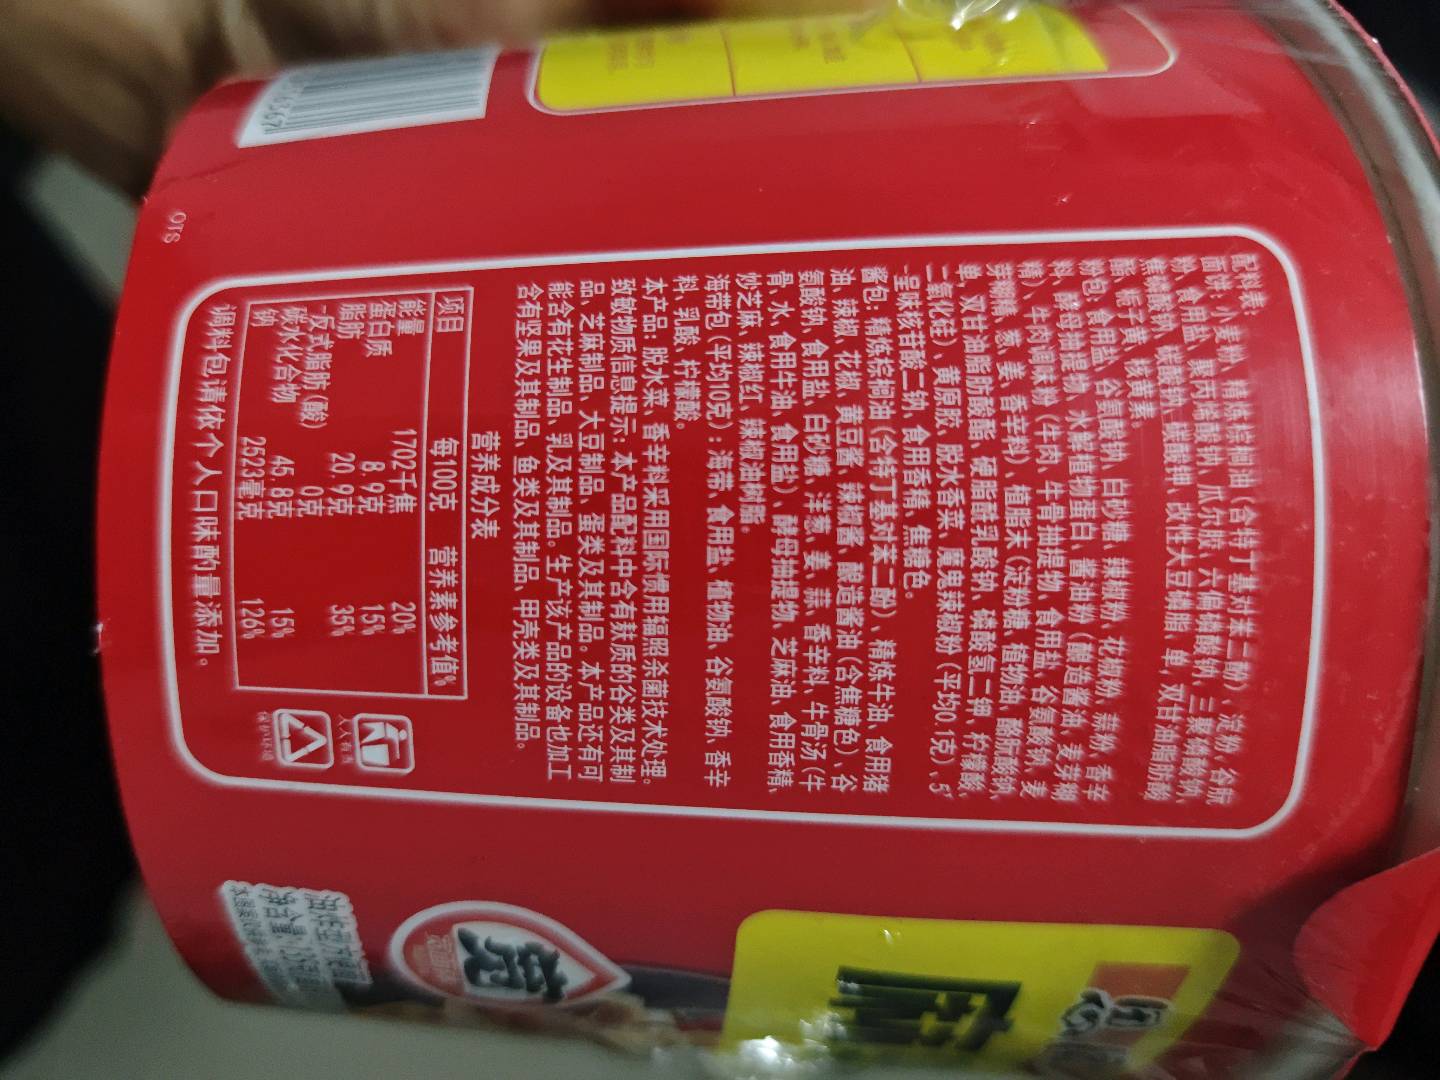 配料表:
面饼: 小麦粉、精炼棕榈油(含特丁基对苯二酚)、淀粉、谷朊
粉、食用盐、聚丙烯酸钠、瓜尔胶、六偏磷酸钠、三聚磷酸钠、
焦磷酸钠、碳酸钠、碳酸钾、改性大豆磷脂、单，双甘油脂肪酸
酯、栀子黄、核黄素。
粉包: 食用盐、谷氨酸钠、白砂糖、辣椒粉、花椒粉、蒜粉、香辛
料、酵母抽提物、水解植物蛋白、酱油粉(酿造酱油、麦芽糊
精)、牛肉调味粉(牛肉、牛骨抽提物、食用盐、谷氨酸钠、麦
芽糊精、葱、姜、香辛料)、植脂末(淀粉糖、植物油、酪朊酸钠、
单，双甘油脂肪酸酯、硬脂酰乳酸钠、磷酸氢二钾、柠檬酸、
二氧化硅)、黄原胶、脱水香菜、魔鬼辣椒粉(平均0.1克)、5'
-呈味核苷酸二钠、食用香精、焦糖色。
酱包: 精炼棕榈油(含特丁基对苯二酚)、精炼牛油、食用猪
油、辣椒、花椒、黄豆酱、辣椒酱、酿造酱油(含焦糖色)、谷
氨酸钠、食用盐、白砂糖、洋葱、姜、蒜、香辛料、牛骨汤(牛
骨、水、食用牛油、食用盐)、酵母抽提物、芝麻油、食用香精、
炒芝麻、辣椒红、辣椒油树脂。
海带包(平均10克): 海带、食用盐、植物油、谷氨酸钠、香辛
料、乳酸、柠檬酸。
本产品: 脱水菜、香辛料采用国际惯用辐照杀菌技术处理。
致敏物质信息提示: 本产品配料中含有麸质的谷类及其制
品、芝麻制品、大豆制品、蛋类及其制品。本产品还有可
能含有花生制品、乳及其制品。生产该产品的设备也加工
含有坚果及其制品、鱼类及其制品、甲壳类及其制品。
营养成分表
项目 每100克 营养素参考值%
能量 1702千焦 20%
蛋白质 8.9克 15%
脂肪 20.9克 35%
-反式脂肪(酸) 0克
碳水化合物 45.8克 15%
钠 2523毫克 126%
调料包请依个人口味酌量添加。